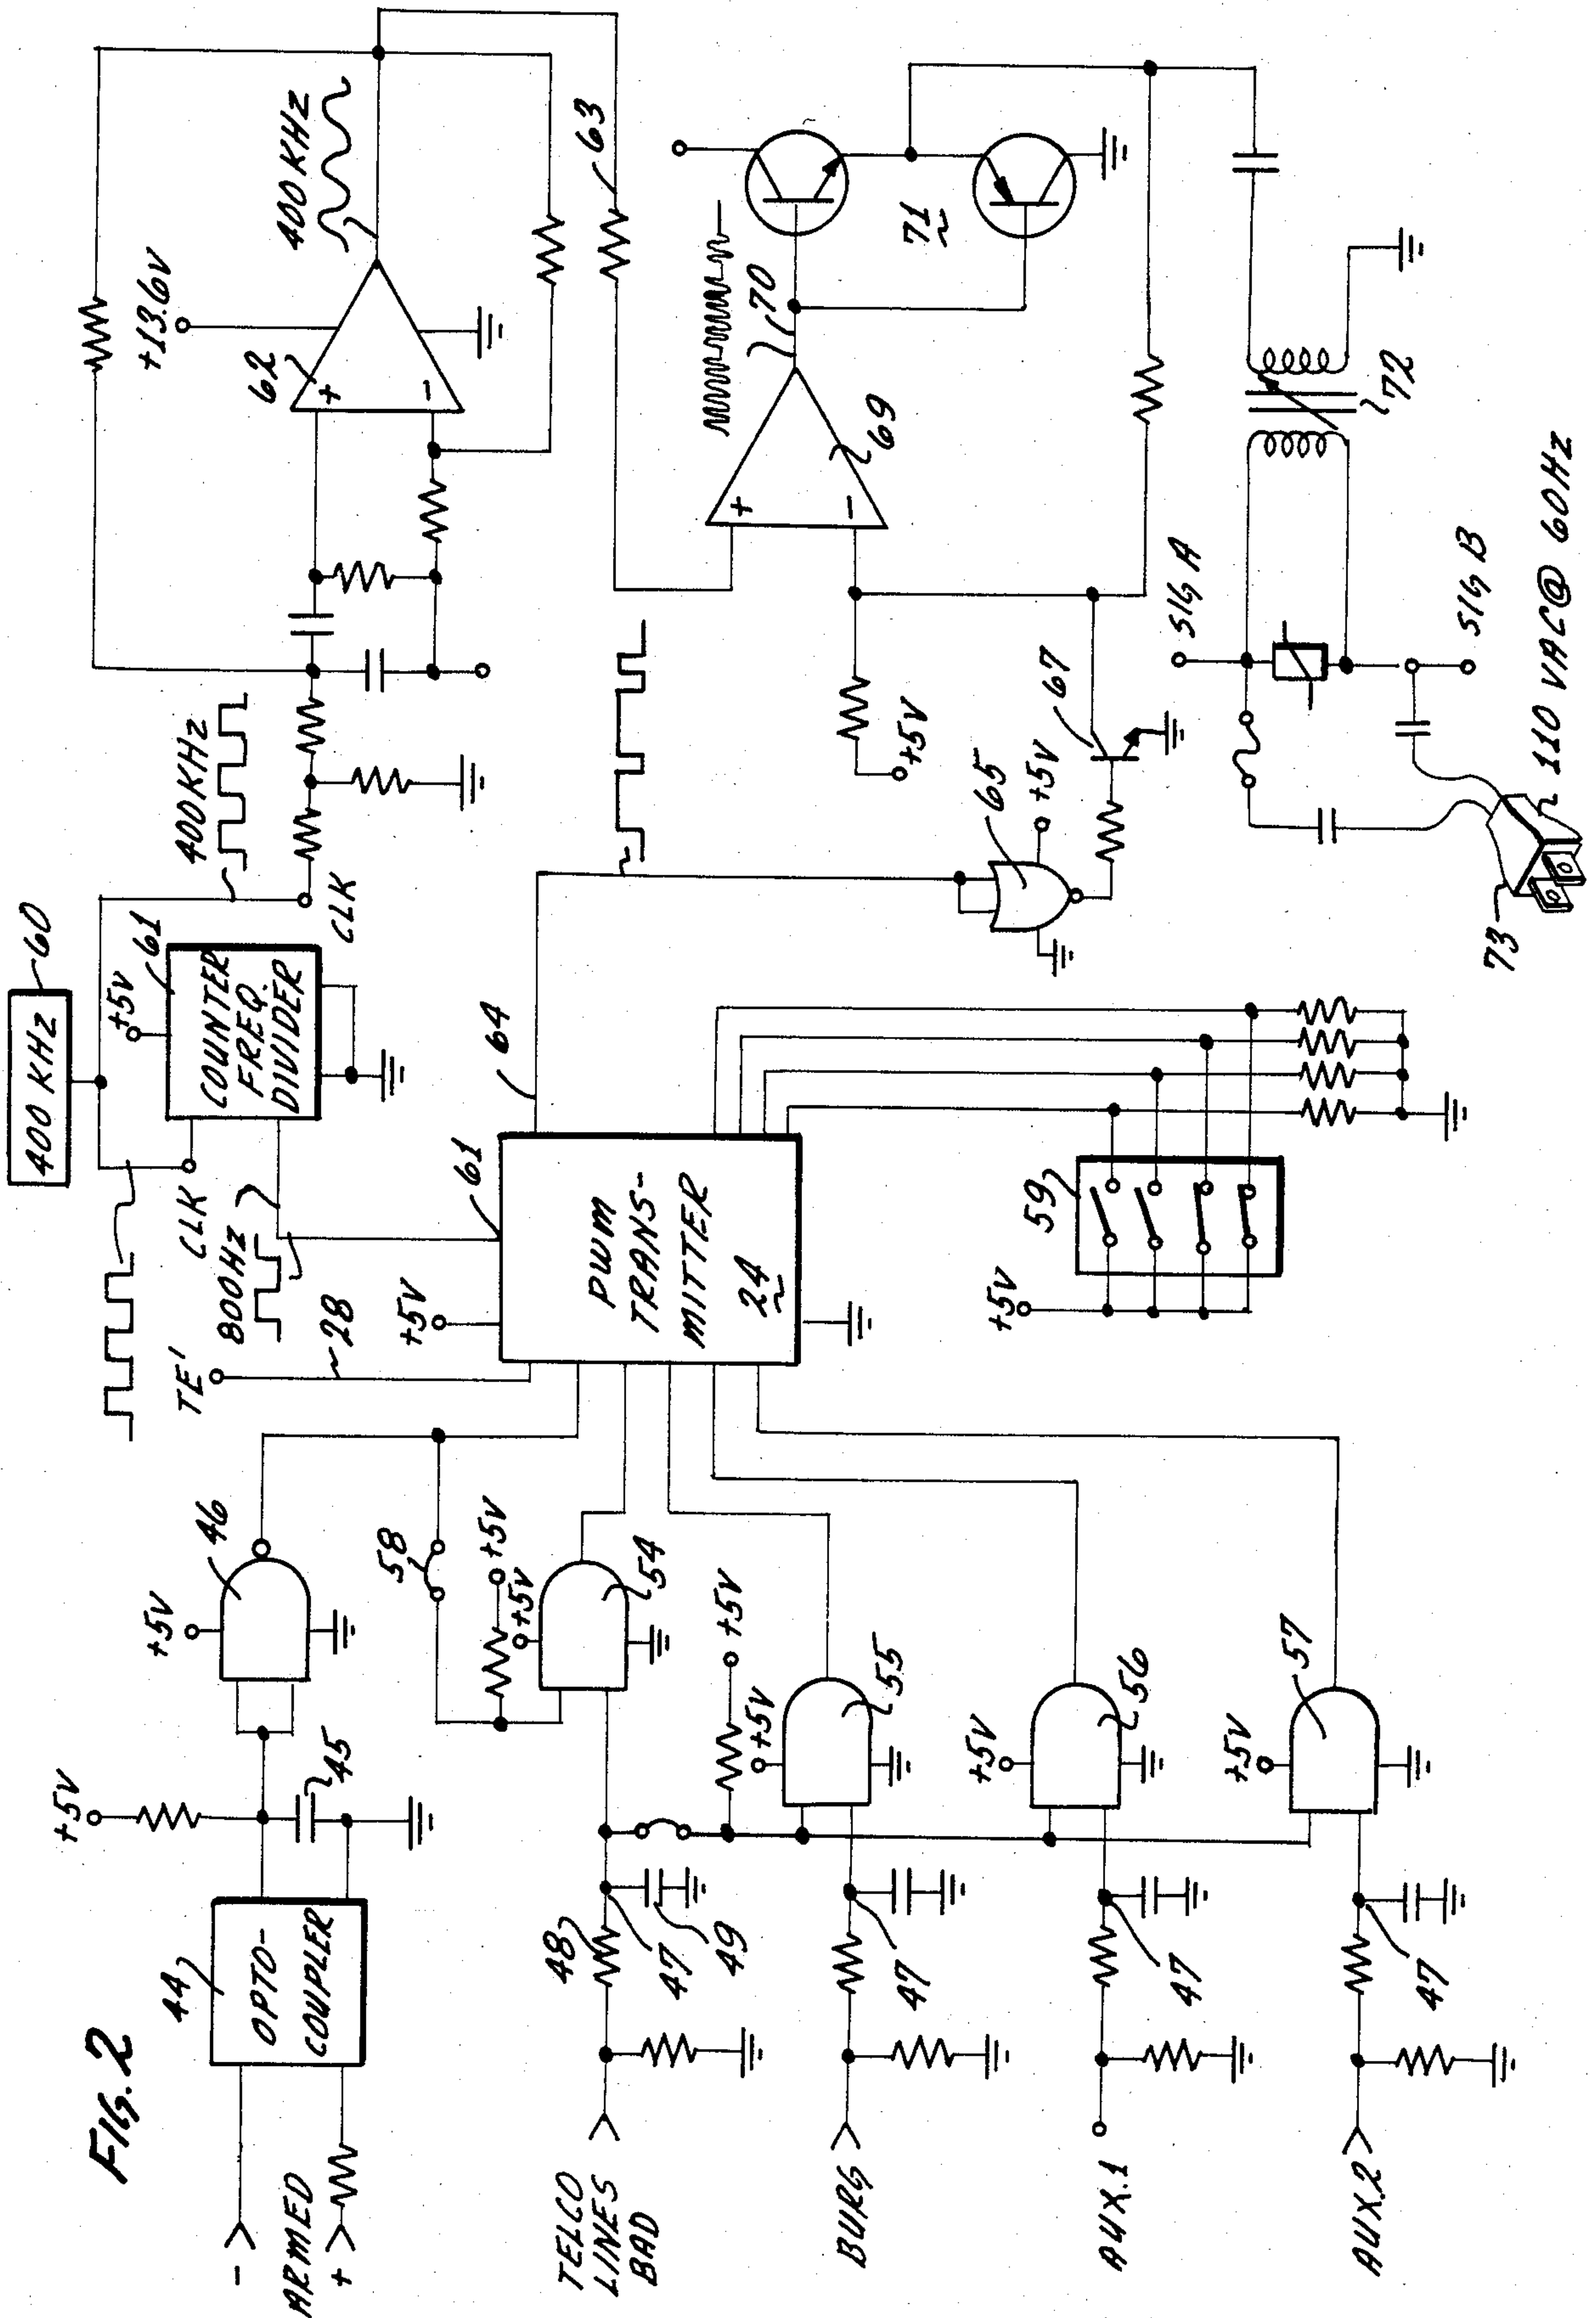 FIG. 2
-
ARMED
+
44
OPTO-
COUPLER
+5V
45
+5V
46
TELCO
LINES
BAD
48
47
49
58
+5V
+5V
54
BURG
47
+5V
+5V
55
AUX.1
47
+5V
56
AUX.2
47
+5V
57
TE'
28
+5V
800HZ
CLK
61
PWM
TRANS-
MITTER
24
64
+5V
59
400 KHZ
60
+5V
61
COUNTER
FREQ.
DIVIDER
CLK
400KHZ
62
+
-
+13.6V
400 KHZ
63
65
+5V
67
+5V
+
-
69
70
71
72
SIG A
SIG B
73
110 VAC@ 60HZ